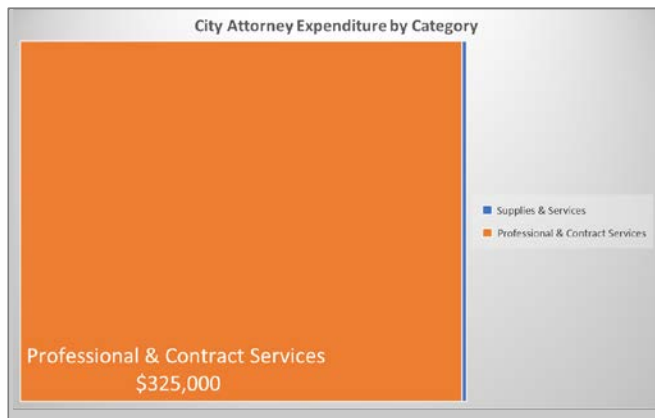 City Attorney Expenditure by Category
Supplies & Services
Professional & Contract Services
Professional & Contract Services
$325,000